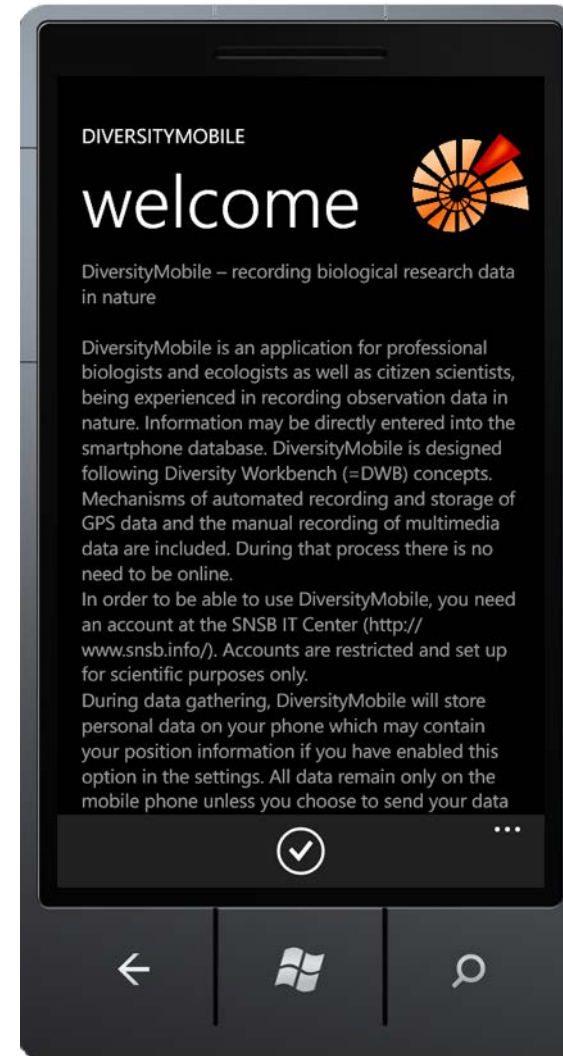 DIVERSITYMOBILE
welcome
DiversityMobile – recording biological research data
in nature
DiversityMobile is an application for professional
biologists and ecologists as well as citizen scientists,
being experienced in recording observation data in
nature. Information may be directly entered into the
smartphone database. DiversityMobile is designed
following Diversity Workbench (=DWB) concepts.
Mechanisms of automated recording and storage of
GPS data and the manual recording of multimedia
data are included. During that process there is no
need to be online.
In order to be able to use DiversityMobile, you need
an account at the SNSB IT Center (http://
www.snsb.info/). Accounts are restricted and set up
for scientific purposes only.
During data gathering, DiversityMobile will store
personal data on your phone which may contain
your position information if you have enabled this
option in the settings. All data remain only on the
mobile phone unless you choose to send your data